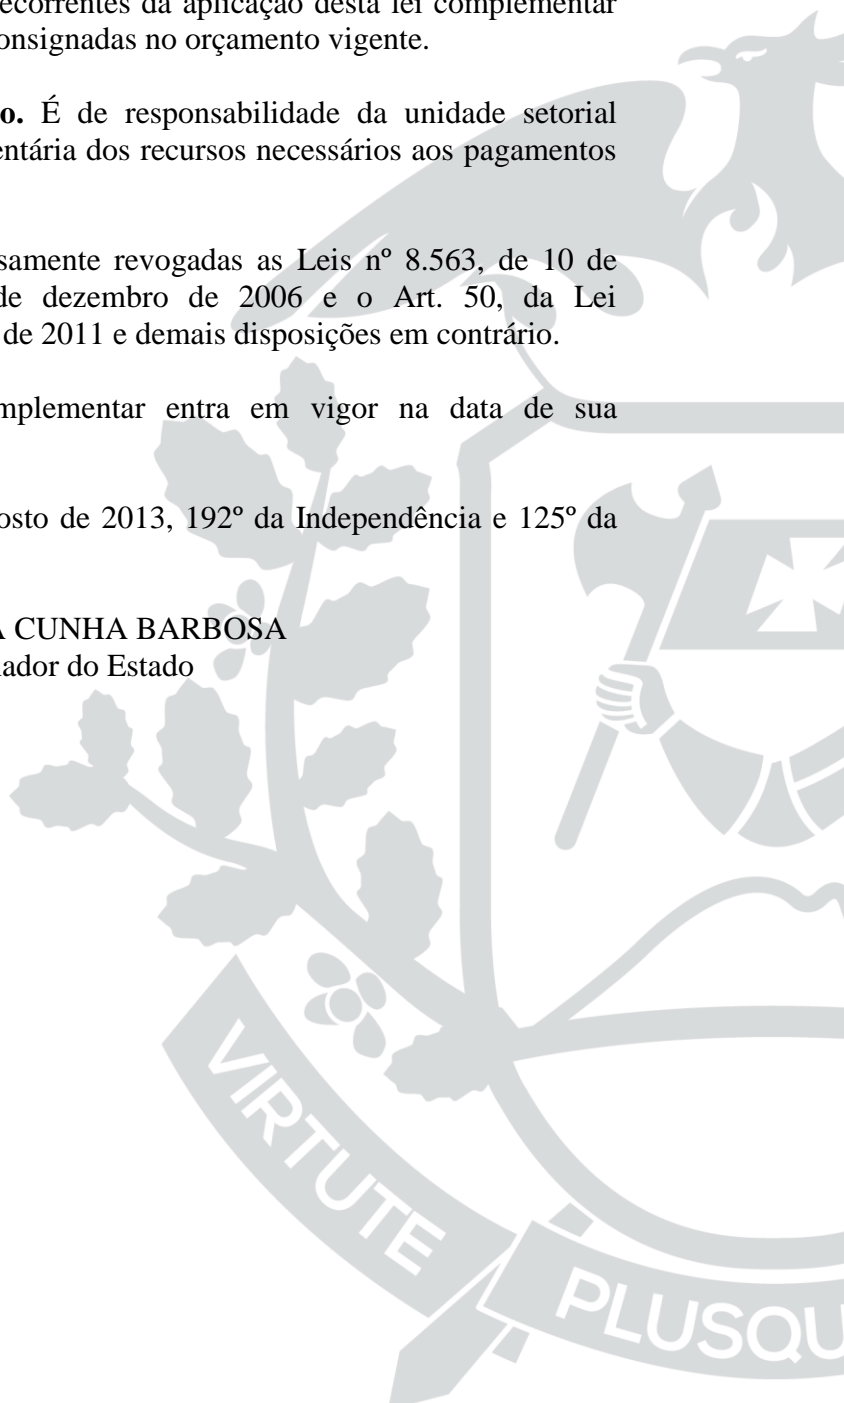 ecorrentes da aplicação desta lei complementar
onsignadas no orçamento vigente.
o. É de responsabilidade da unidade setorial
entária dos recursos necessários aos pagamentos
samente revogadas as Leis nº 8.563, de 10 de
de dezembro de 2006 e o Art. 50, da Lei
de 2011 e demais disposições em contrário.
mplementar entra em vigor na data de sua
osto de 2013, 192º da Independência e 125º da
A CUNHA BARBOSA
ador do Estado
VIRTUTE
PLUSQU